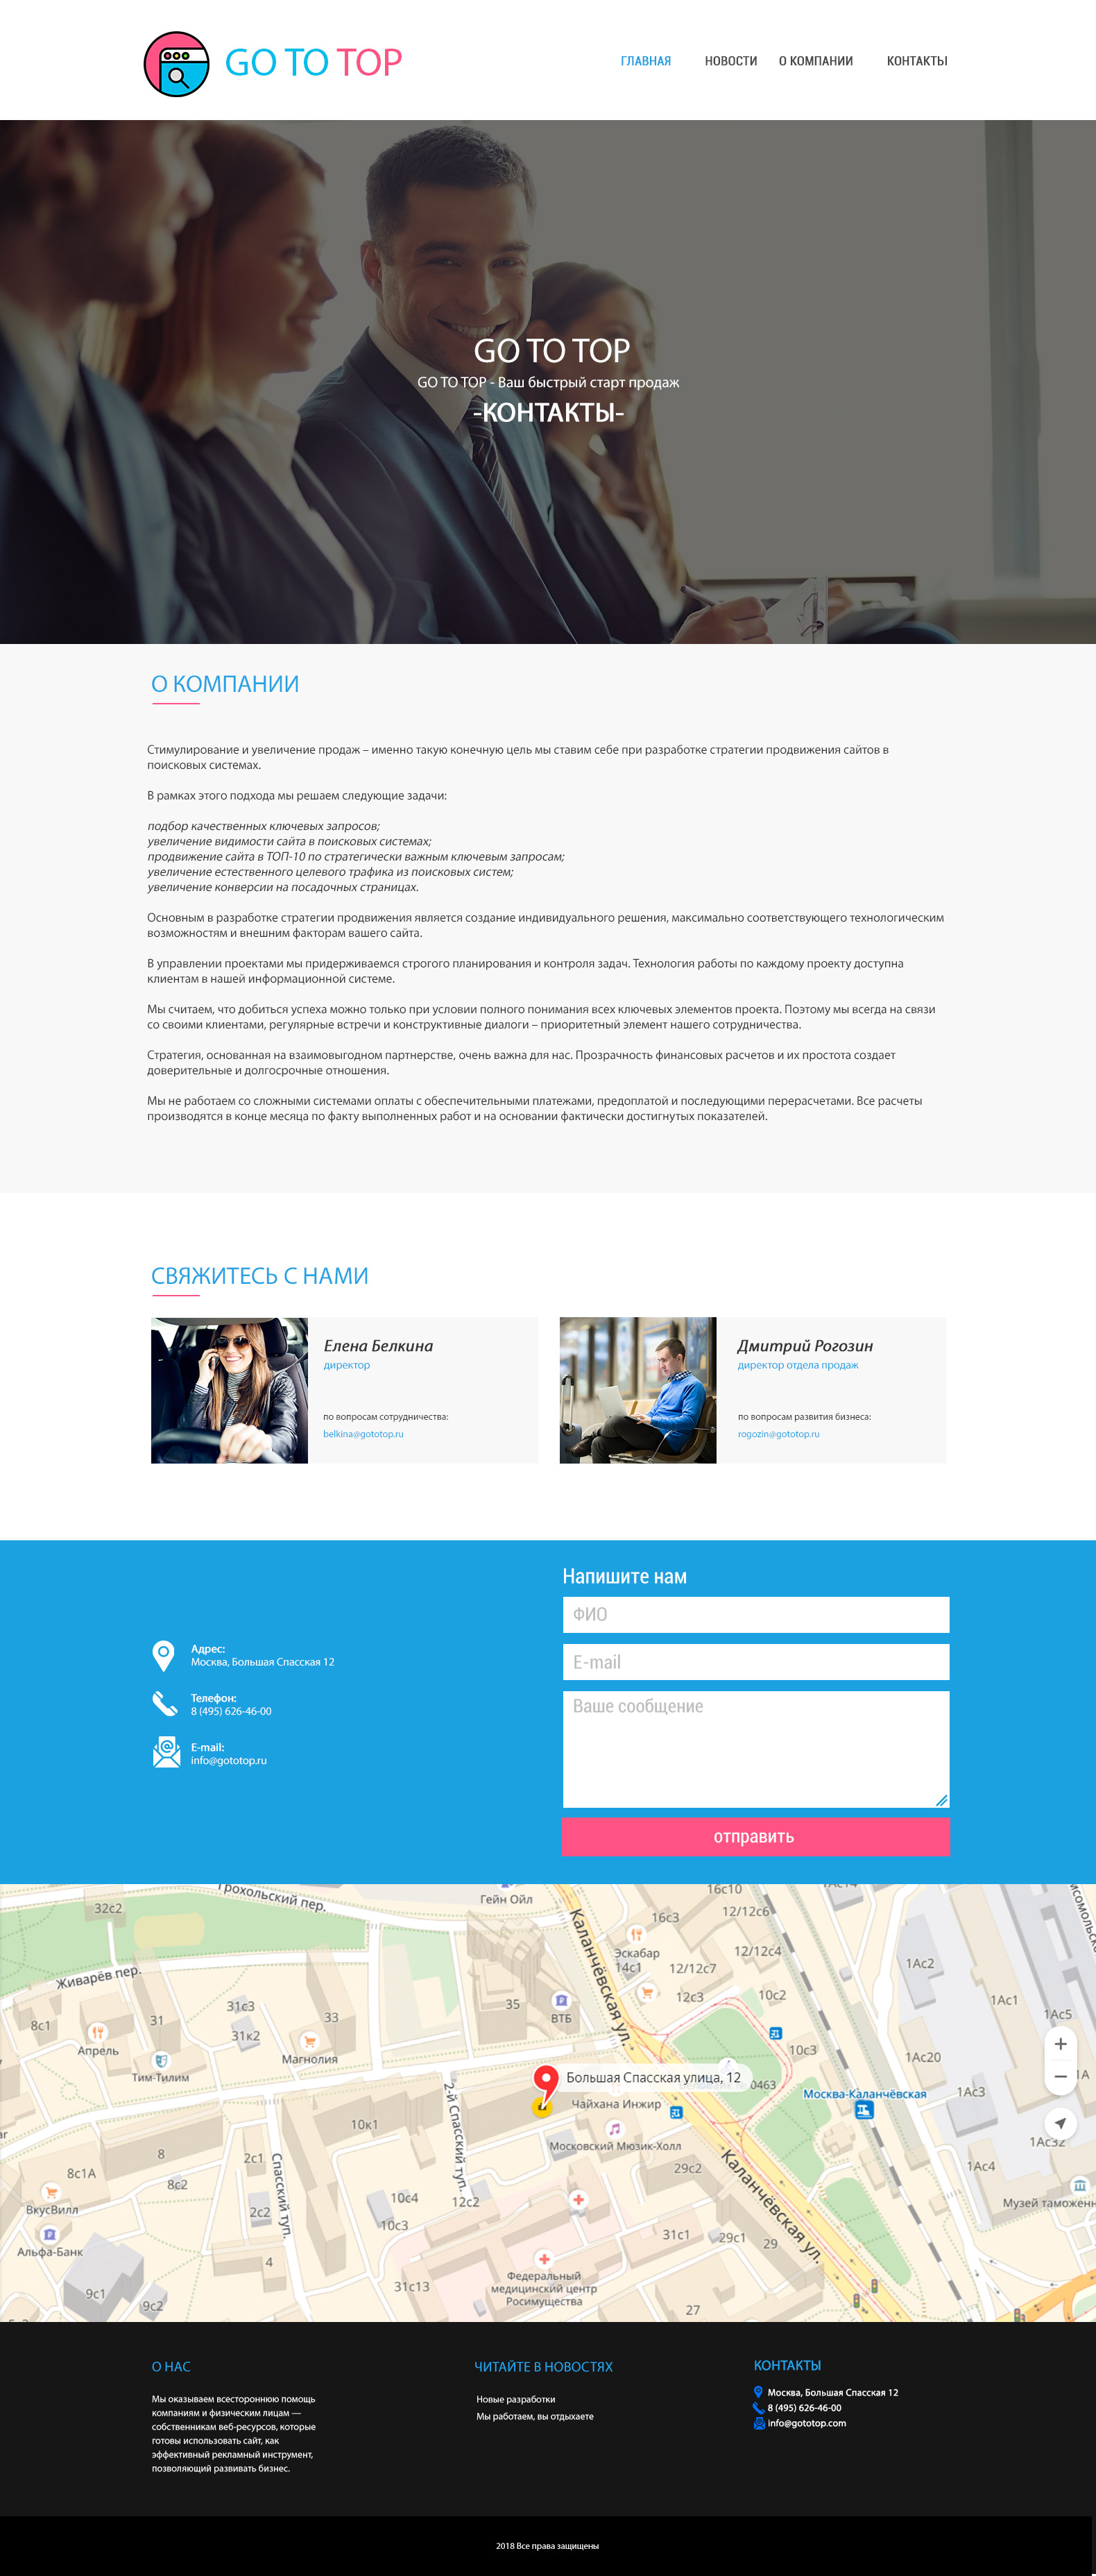 GO TO TOP
ГЛАВНАЯ НОВОСТИ О КОМПАНИИ КОНТАКТЫ
GO TO TOP
GO TO TOP - Ваш быстрый старт продаж
-КОНТАКТЫ-
О КОМПАНИИ
Стимулирование и увеличение продаж – именно такую конечную цель мы ставим себе при разработке стратегии продвижения сайтов в
поисковых системах.
В рамках этого подхода мы решаем следующие задачи:
подбор качественных ключевых запросов;
увеличение видимости сайта в поисковых системах;
продвижение сайта в ТОП-10 по стратегически важным ключевым запросам;
увеличение естественного целевого трафика из поисковых систем;
увеличение конверсии на посадочных страницах.
Основным в разработке стратегии продвижения является создание индивидуального решения, максимально соответствующего технологическим
возможностям и внешним факторам вашего сайта.
В управлении проектами мы придерживаемся строгого планирования и контроля задач. Технология работы по каждому проекту доступна
клиентам в нашей информационной системе.
Мы считаем, что добиться успеха можно только при условии полного понимания всех ключевых элементов проекта. Поэтому мы всегда на связи
со своими клиентами, регулярные встречи и конструктивные диалоги – приоритетный элемент нашего сотрудничества.
Стратегия, основанная на взаимовыгодном партнерстве, очень важна для нас. Прозрачность финансовых расчетов и их простота создает
доверительные и долгосрочные отношения.
Мы не работаем со сложными системами оплаты с обеспечительными платежами, предоплатой и последующими перерасчетами. Все расчеты
производятся в конце месяца по факту выполненных работ и на основании фактически достигнутых показателей.
СВЯЖИТЕСЬ С НАМИ
Елена Белкина
директор
по вопросам сотрудничества:
belkina@gototop.ru
Дмитрий Рогозин
директор отдела продаж
по вопросам развития бизнеса:
rogozin@gototop.ru
Адрес:
Москва, Большая Спасская 12
Телефон:
8 (495) 626-46-00
E-mail:
info@gototop.ru
Напишите нам
ФИО
E-mail
Ваше сообщение
отправить
Грохольский пер.
Гейн Ойл
16с10
32с2
16с3
12/12с6
Каланчёвская ул.
Эскабар
14с1
12/12с4
12/12с7
1Ас2
Живарёв пер.
31с3
35
ВТБ
12с3
10с2
1Ас1
1Ас5
8с1
31
33
31к2
Апрель
Магнолия
10с3
1Ас20
Тим-Тилим
Большая Спасская улица, 12
0463
1А
Москва-Каланчёвская
1Ас3
2-й Спасский туп.
Чайхана Инжир
10к1
Московский Мюзик-Холл
1Ас32
8
2с1
29с2
1Ас4
8с1А
8с2
Спасский туп.
Каланчёвская ул.
ВкусВилл
2с2
10с4
12с2
Музей таможенн
10с3
Альфа-Банк
31с1
29с1
29
4
Федеральный
медицинский центр
Росимущества
9с1
9с2
31с13
27
О НАС
Мы оказываем всестороннюю помощь
компаниям и физическим лицам —
собственникам веб-ресурсов, которые
готовы использовать сайт, как
эффективный рекламный инструмент,
позволяющий развивать бизнес.
ЧИТАЙТЕ В НОВОСТЯХ
Новые разработки
Мы работаем, вы отдыхаете
КОНТАКТЫ
Москва, Большая Спасская 12
8 (495) 626-46-00
info@gototop.com
2018 Все права защищены